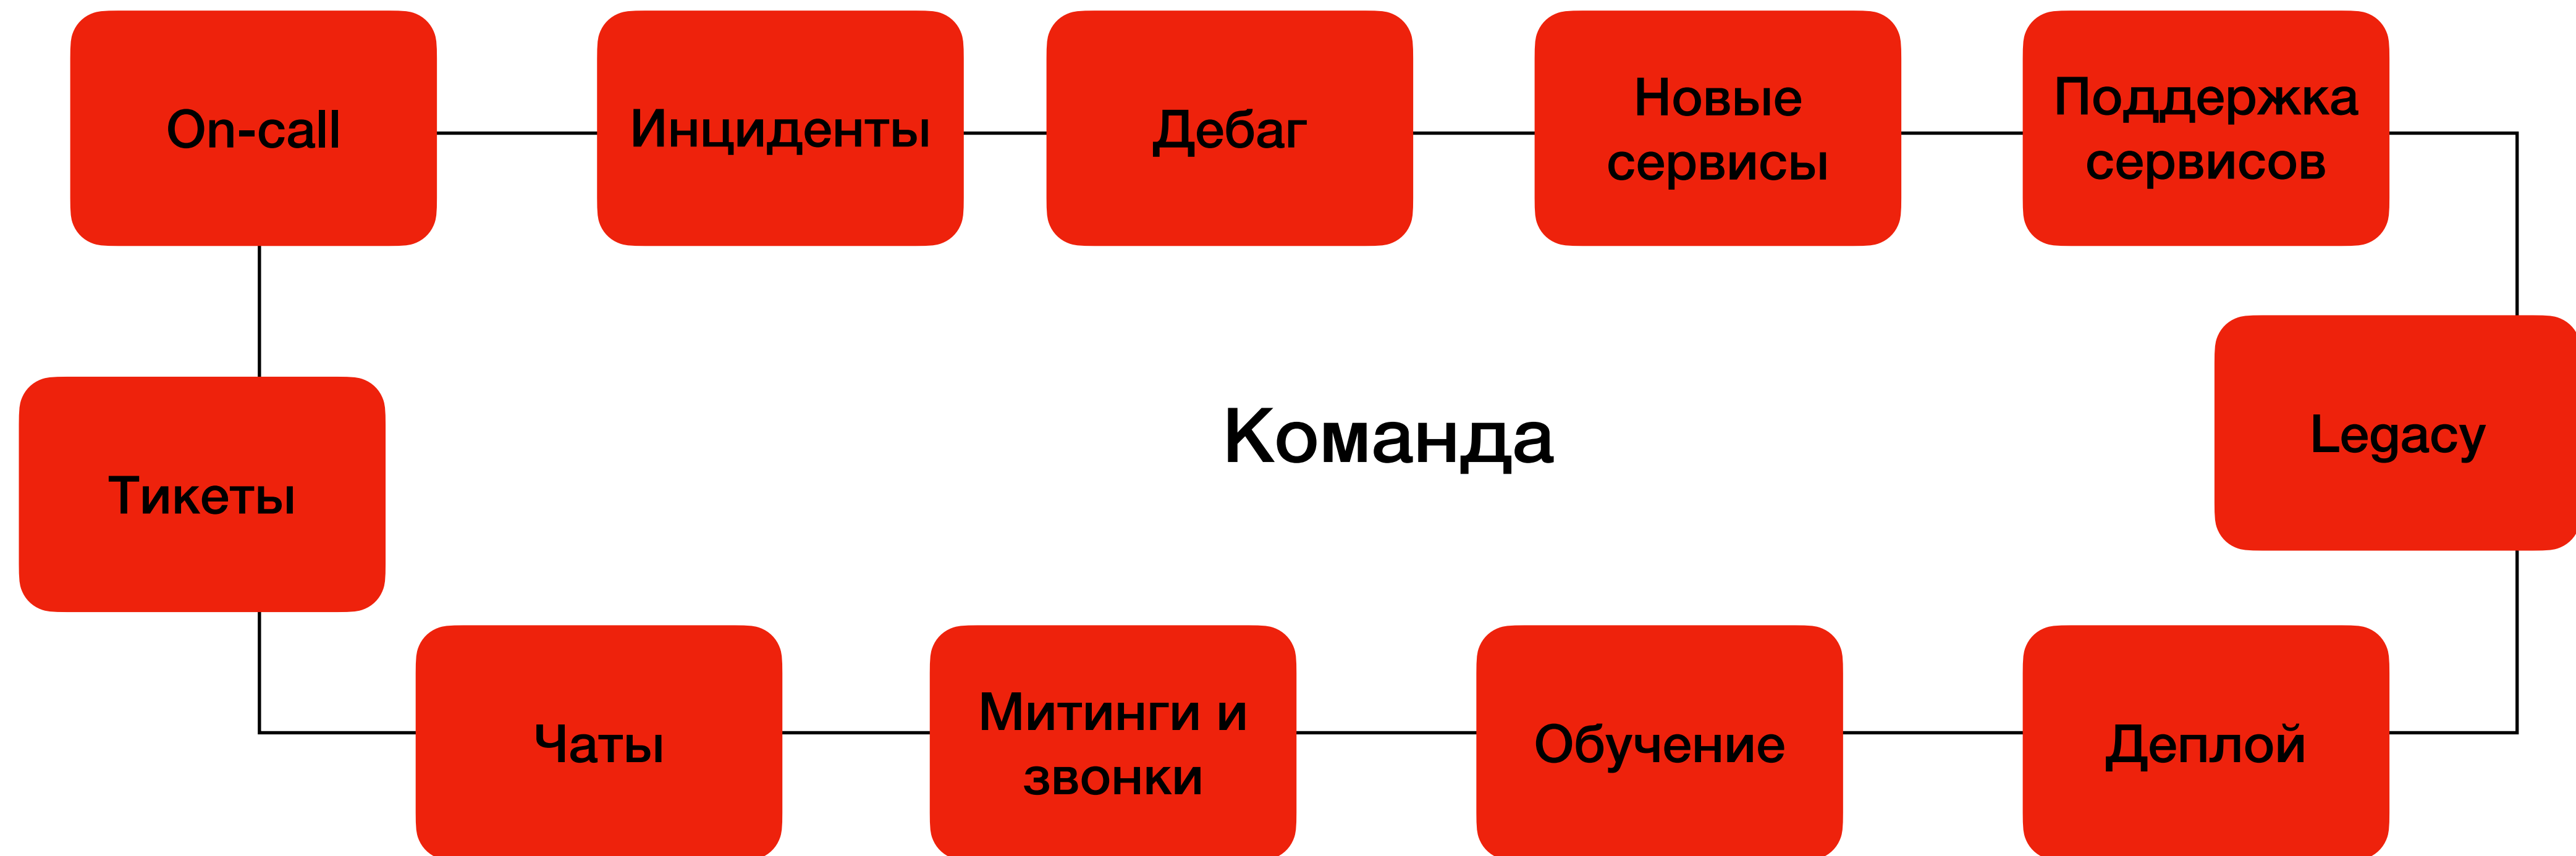 On-call
Инциденты
Дебаг
Новые
сервисы
Поддержка
сервисов
Тикеты
Команда
Legacy
Чаты
Митинги и
звонки
Обучение
Деплой